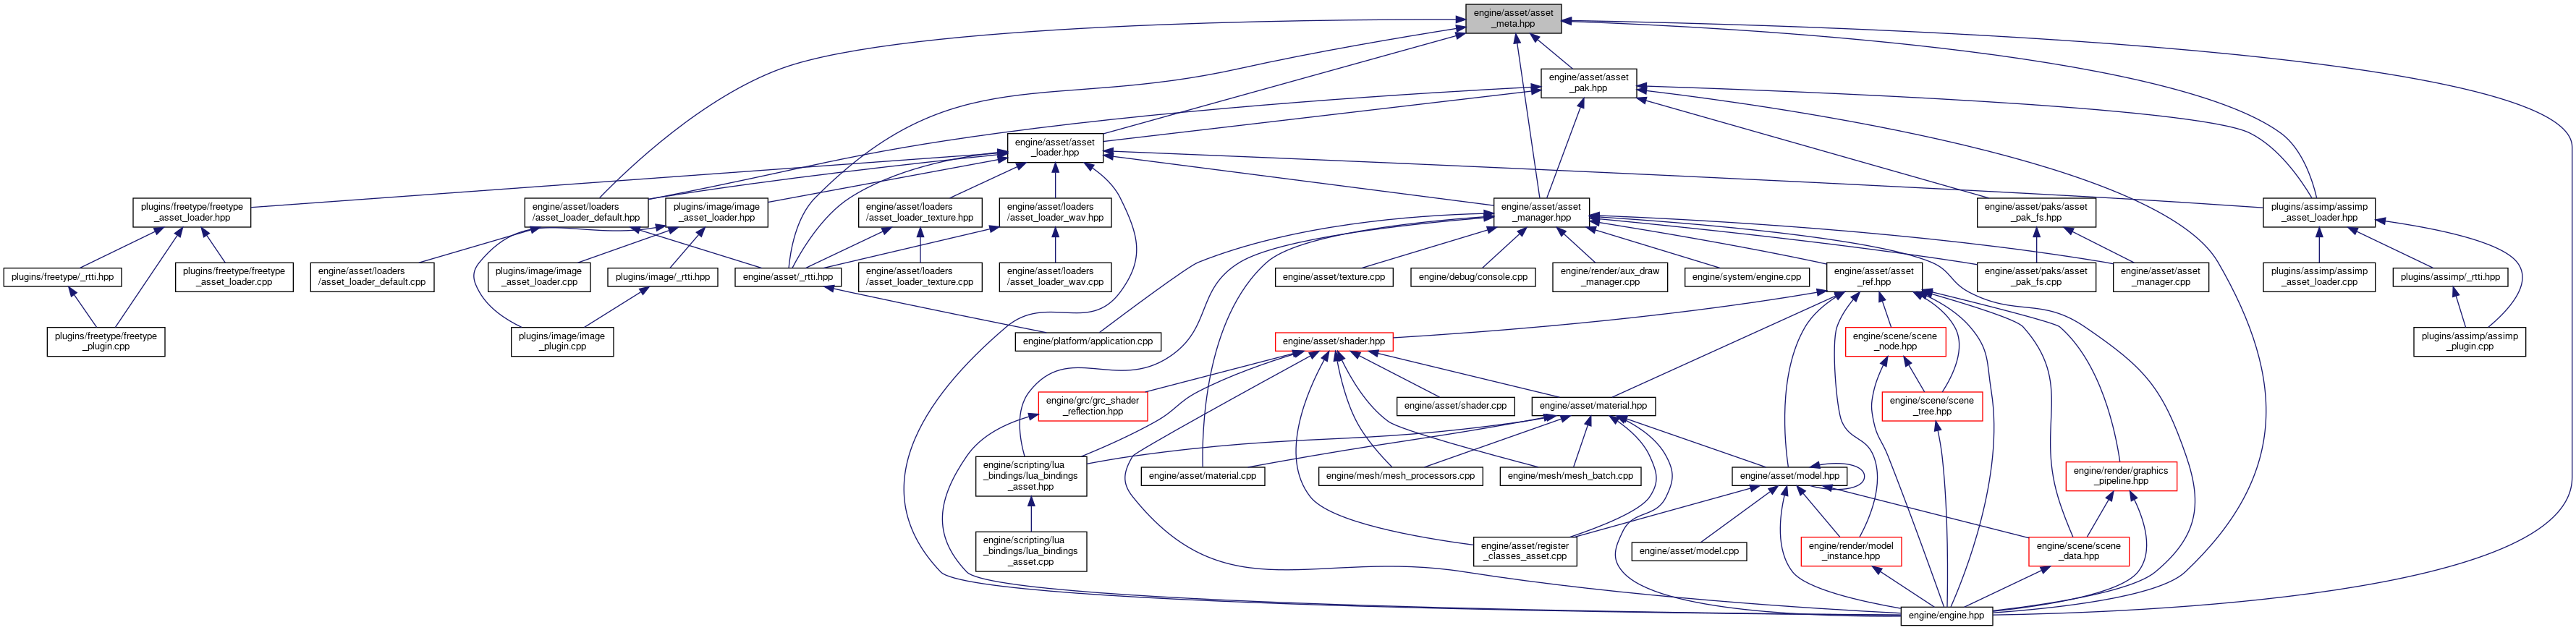 engine/asset/asset
_meta.hpp
engine/asset/asset
_pak.hpp
engine/asset/asset
_loader.hpp
plugins/freetype/freetype
_asset_loader.hpp
engine/asset/loaders
/asset_loader_default.hpp
plugins/image/image
_asset_loader.hpp
engine/asset/loaders
/asset_loader_texture.hpp
engine/asset/loaders
/asset_loader_wav.hpp
engine/asset/asset
_manager.hpp
engine/asset/paks/asset
_pak_fs.hpp
plugins/assimp/assimp
_asset_loader.hpp
plugins/freetype/_rtti.hpp
plugins/freetype/freetype
_asset_loader.cpp
engine/asset/loaders
/asset_loader_default.cpp
plugins/image/image
_asset_loader.cpp
plugins/image/_rtti.hpp
engine/asset/_rtti.hpp
engine/asset/loaders
/asset_loader_texture.cpp
engine/asset/loaders
/asset_loader_wav.cpp
engine/asset/texture.cpp
engine/debug/console.cpp
engine/render/aux_draw
_manager.cpp
engine/system/engine.cpp
engine/asset/asset
_ref.hpp
engine/asset/paks/asset
_pak_fs.cpp
engine/asset/asset
_manager.cpp
plugins/assimp/assimp
_asset_loader.cpp
plugins/assimp/_rtti.hpp
plugins/freetype/freetype
_plugin.cpp
plugins/image/image
_plugin.cpp
engine/platform/application.cpp
engine/asset/shader.hpp
engine/scene/scene
_node.hpp
plugins/assimp/assimp
_plugin.cpp
engine/grc/grc_shader
_reflection.hpp
engine/asset/shader.cpp
engine/asset/material.hpp
engine/scene/scene
_tree.hpp
engine/scripting/lua
_bindings/lua_bindings
_asset.hpp
engine/asset/material.cpp
engine/mesh/mesh_processors.cpp
engine/mesh/mesh_batch.cpp
engine/asset/model.hpp
engine/render/graphics
_pipeline.hpp
engine/scripting/lua
_bindings/lua_bindings
_asset.cpp
engine/asset/register
_classes_asset.cpp
engine/asset/model.cpp
engine/render/model
_instance.hpp
engine/scene/scene
_data.hpp
engine/engine.hpp